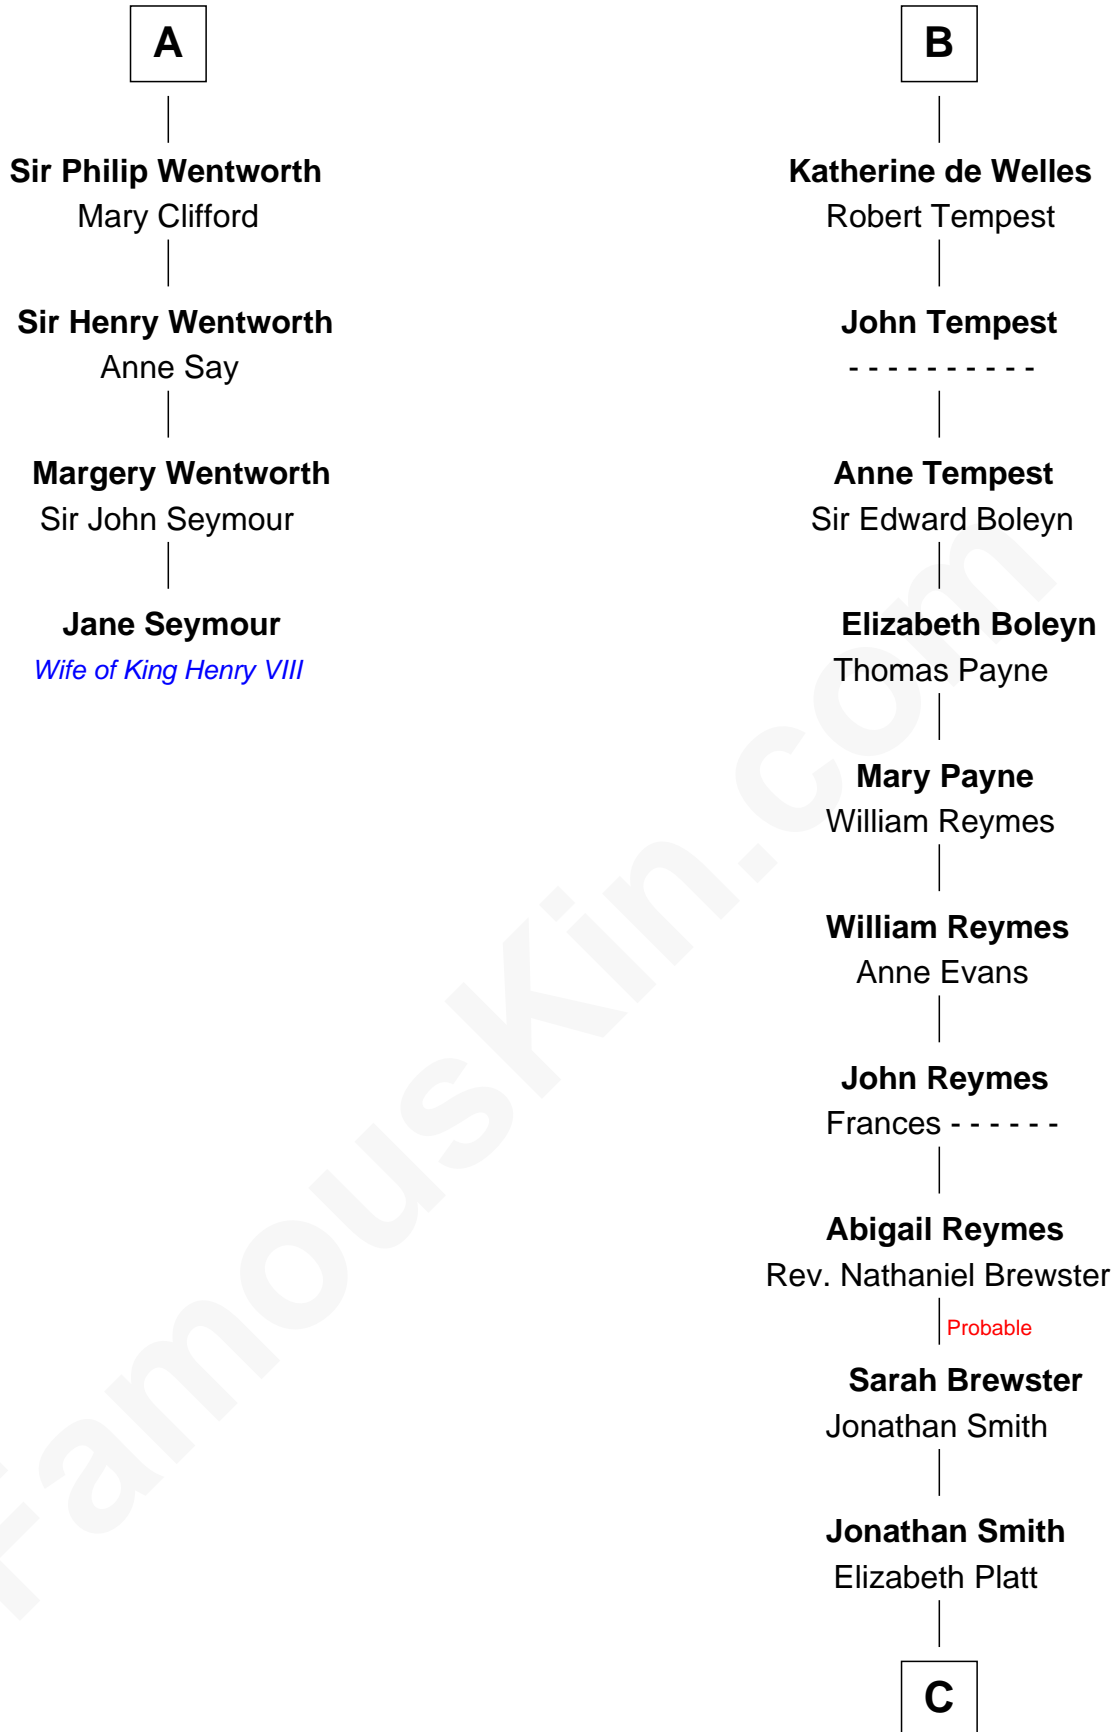 A
Sir Philip Wentworth
Mary Clifford
Sir Henry Wentworth
Anne Say
Margery Wentworth
Sir John Seymour
Jane Seymour
Wife of King Henry VIII
B
Katherine de Welles
Robert Tempest
John Tempest
- - - - - - - - - -
Anne Tempest
Sir Edward Boleyn
Elizabeth Boleyn
Thomas Payne
Mary Payne
William Reymes
William Reymes
Anne Evans
John Reymes
Frances - - - - - -
Abigail Reymes
Rev. Nathaniel Brewster
Probable
Sarah Brewster
Jonathan Smith
Jonathan Smith
Elizabeth Platt
C
FamousKin.com